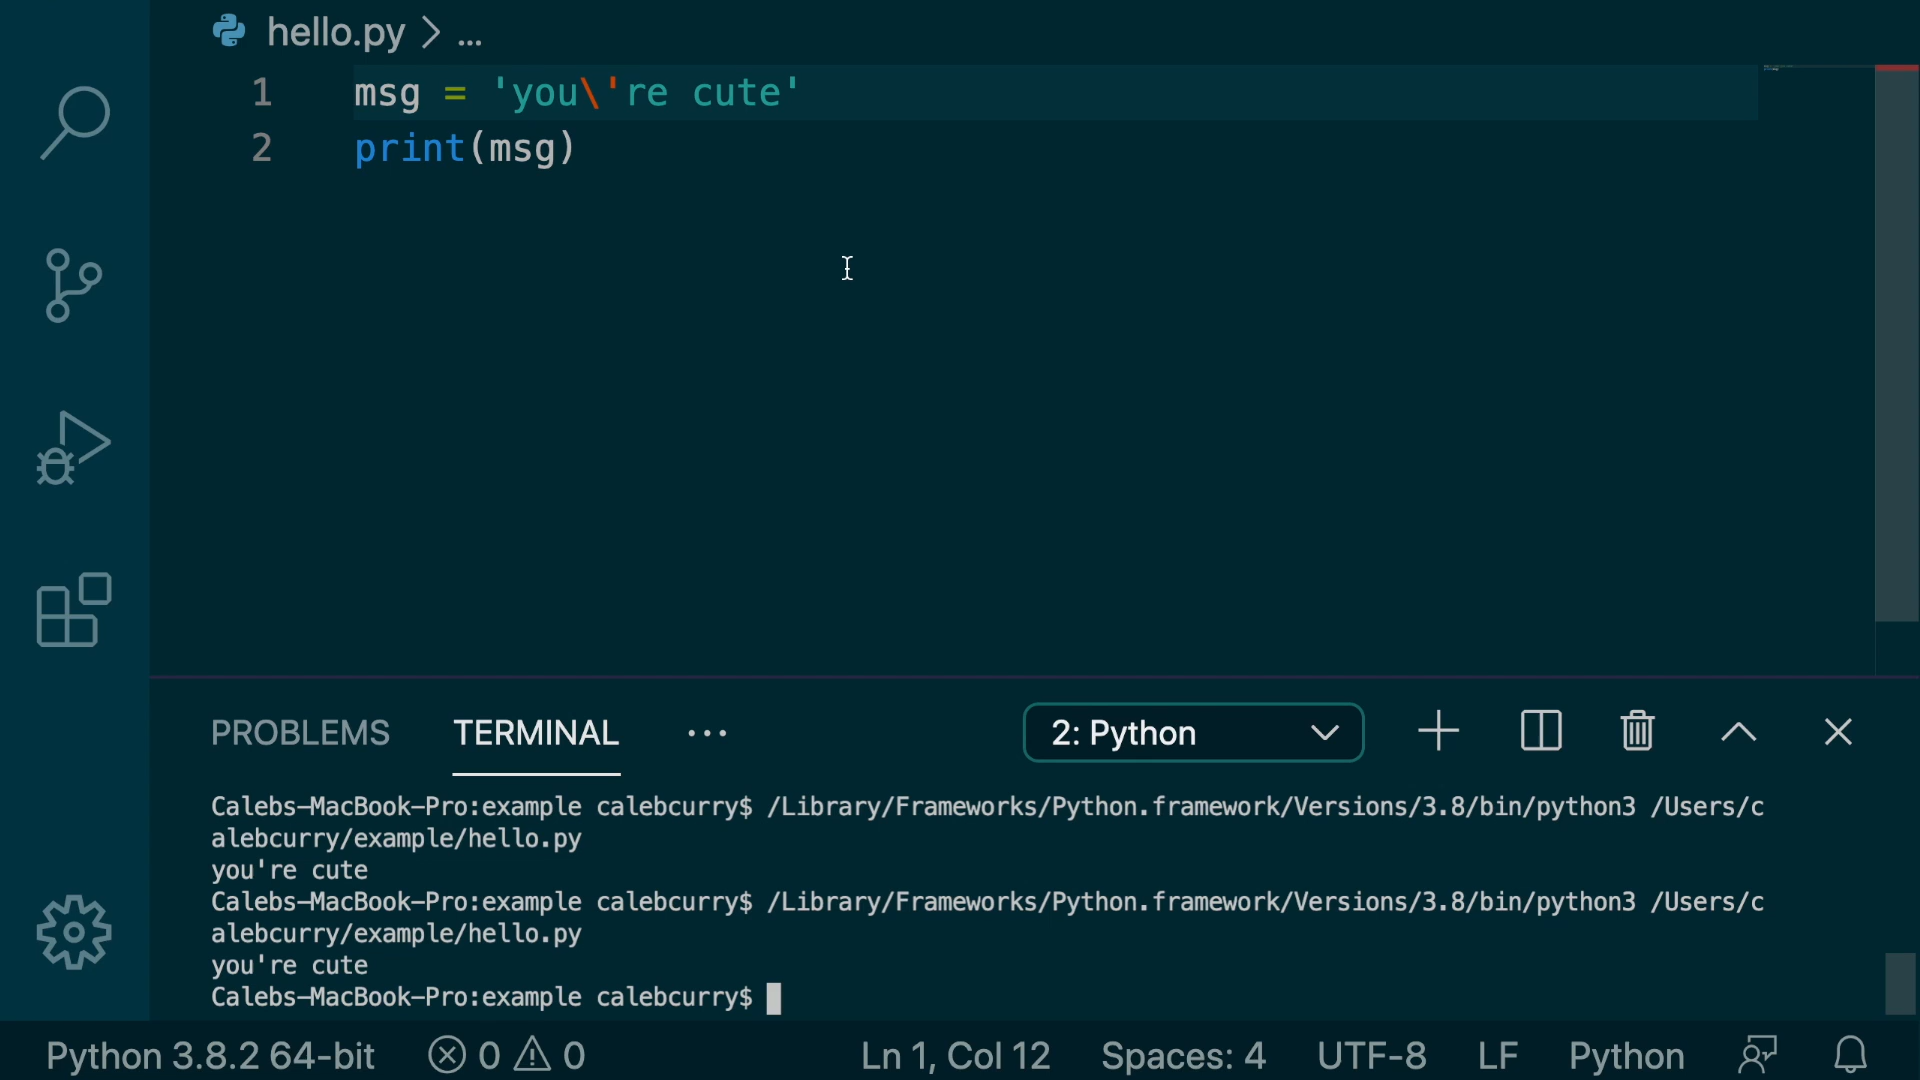 hello.py > ...
1 msg = 'you\'re cute'
2 print(msg)
PROBLEMS TERMINAL ... 2: Python
Calebs-MacBook-Pro:example calebcurry$ /Library/Frameworks/Python.framework/Versions/3.8/bin/python3 /Users/c
alebcurry/example/hello.py
you're cute
Calebs-MacBook-Pro:example calebcurry$ /Library/Frameworks/Python.framework/Versions/3.8/bin/python3 /Users/c
alebcurry/example/hello.py
you're cute
Calebs-MacBook-Pro:example calebcurry$
Python 3.8.2 64-bit 0 0 Ln 1, Col 12 Spaces: 4 UTF-8 LF Python